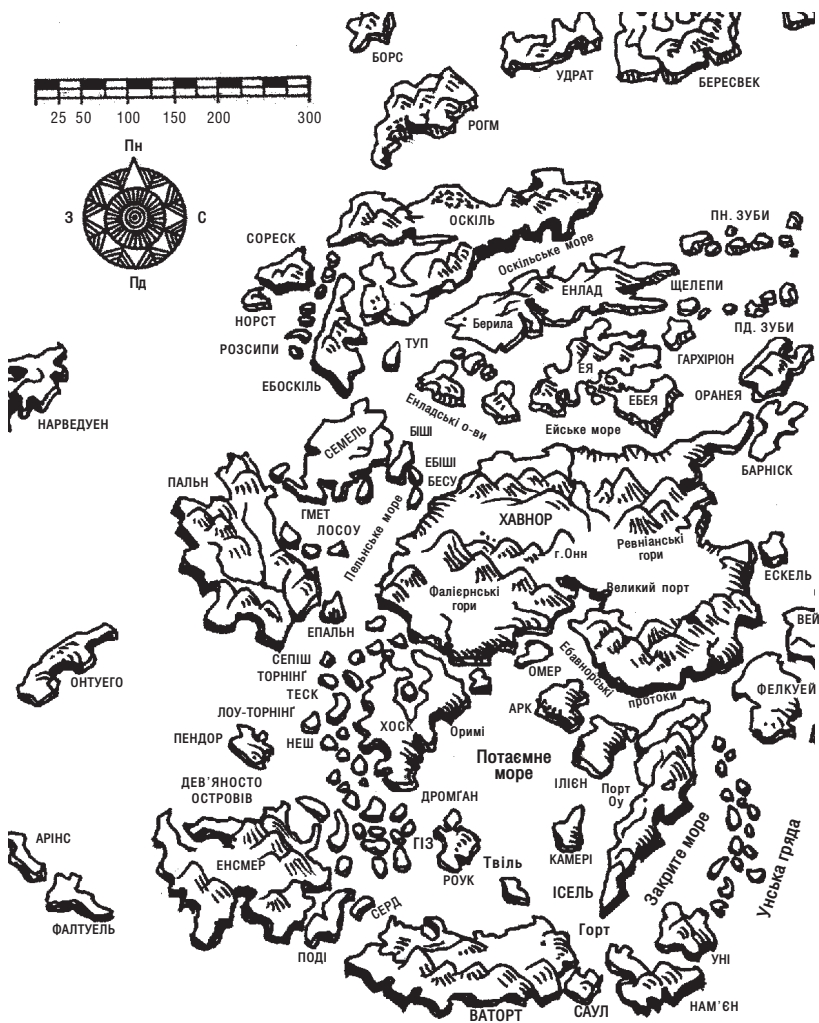 БОРС
УДРАТ
БЕРЕСВЕК
25 50 100 150 200 300
РОГМ
Пн
З
С
Пд
ОСКІЛЬ
ПН. ЗУБИ
СОРЕСК
Оскільське море
ЩЕЛЕПИ
ЕНЛАД
НОРСТ
Берила
ПД. ЗУБИ
РОЗСИПИ
ТУП
ГАРХІРІОН
ЕЯ
ЕБОСКІЛЬ
ЕБЕЯ
ОРАНЕЯ
НАРВЕДУЕН
Енладські о-ви
Ейське море
БІШІ
СЕМЕЛЬ
ЕБІШІ
БЕСУ
БАРНІСК
ПАЛЬН
ГМЕТ
ЛОСОУ
Пельнське море
ХАВНОР
г.Онн
Ревніанські
гори
ЕСКЕЛЬ
Фалієрнські
гори
Великий порт
ЕПАЛЬН
ВЕЙ
СЕПІШ
ТОРНІНҐ
ТЕСК
ОМЕР
Ебавнорські
протоки
ОНТУЕГО
ФЕЛКУЕЙ
АРК
ЛОУ-ТОРНІНҐ
ХОСК
Оримі
ПЕНДОР
НЕШ
Потаємне
море
ІЛІЄН
Порт
Оу
ДЕВ’ЯНОСТО
ОСТРОВІВ
ДРОМҐАН
АРІНС
ГІЗ
КАМЕРІ
Закрите море
Унська гряда
ЕНСМЕР
РОУК
Твіль
ІСЕЛЬ
ФАЛТУЕЛЬ
СЕРД
Горт
ПОДІ
УНІ
ВАТОРТ
САУЛ
НАМ’ЄН